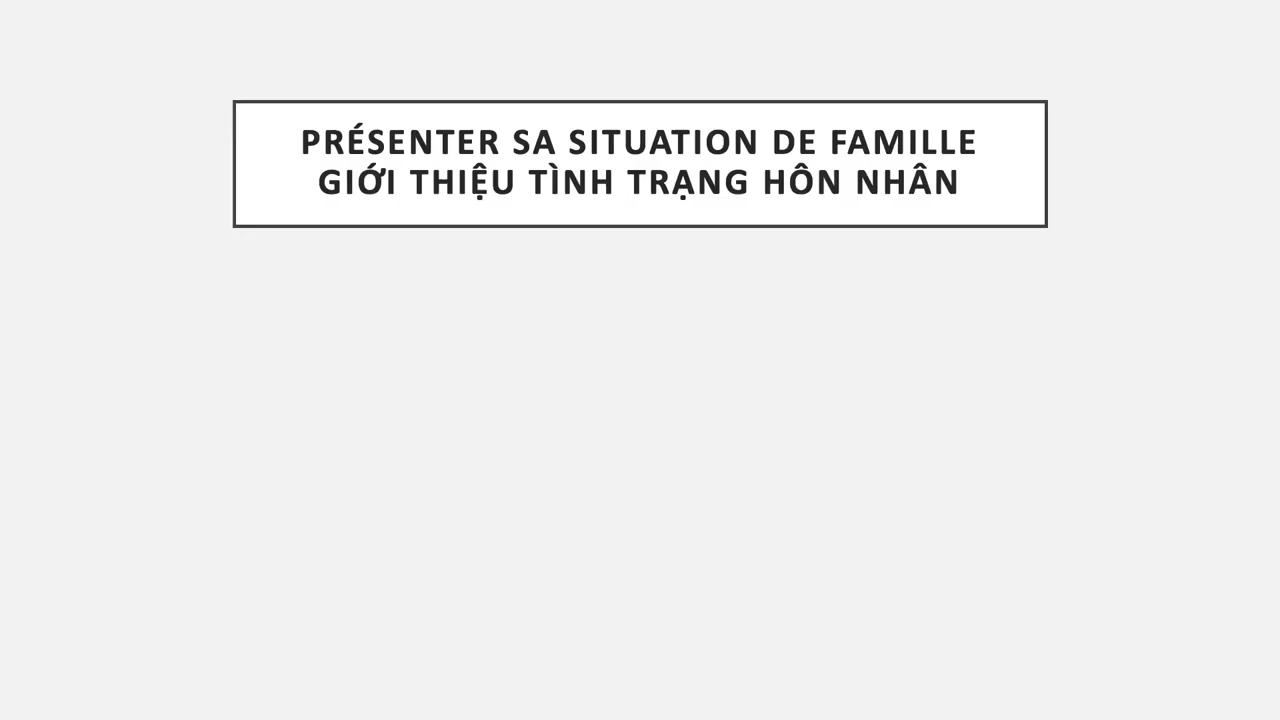 PRÉSENTER SA SITUATION DE FAMILLE
GIỚI THIỆU TÌNH TRẠNG HÔN NHÂN